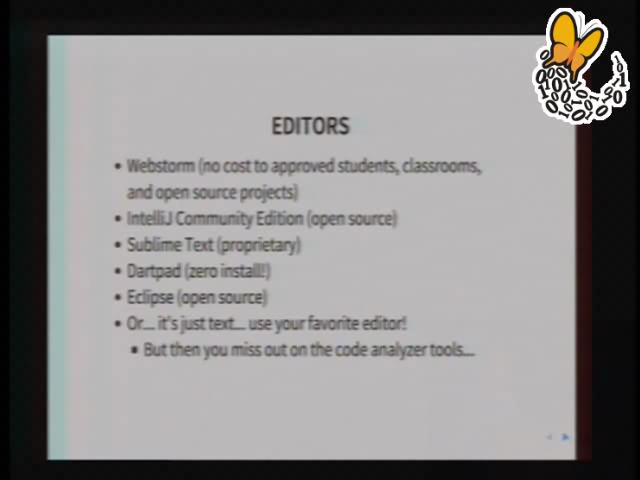 EDITORS
• Webstorm (no cost to approved students, classrooms,
and open source projects)
• IntelliJ Community Edition (open source)
• Sublime Text (proprietary)
• Dartpad (zero install!)
• Eclipse (open source)
• Or... it's just text... use your favorite editor!
▪ But then you miss out on the code analyzer tools...